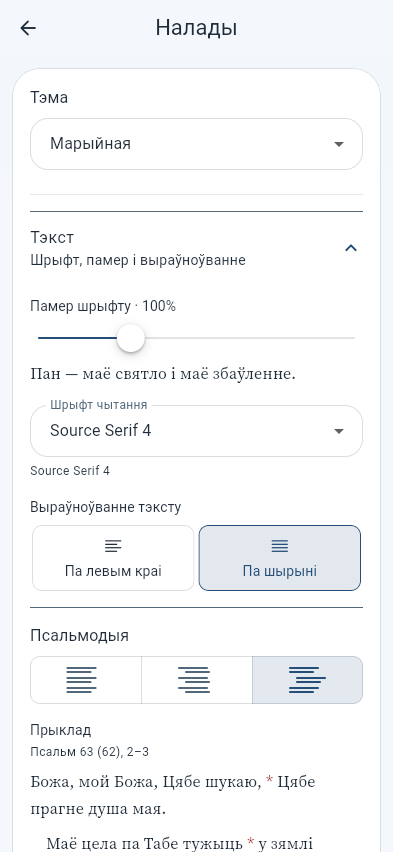 Налады
Тэма
Марыйная
Тэкст
Шрыфт, памер і выраўноўванне
Памер шрыфту · 100%
Пан — маё святло і маё збаўленне.
Шрыфт чытання
Source Serif 4
Source Serif 4
Выраўноўванне тэксту
Па левым краі
Па шырыні
Псальмодыя
Прыклад
Псальм 63 (62), 2–3
Божа, мой Божа, Цябе шукаю, * Цябе
прагне душа мая.
Маё цела па Табе тужыць * у зямлі